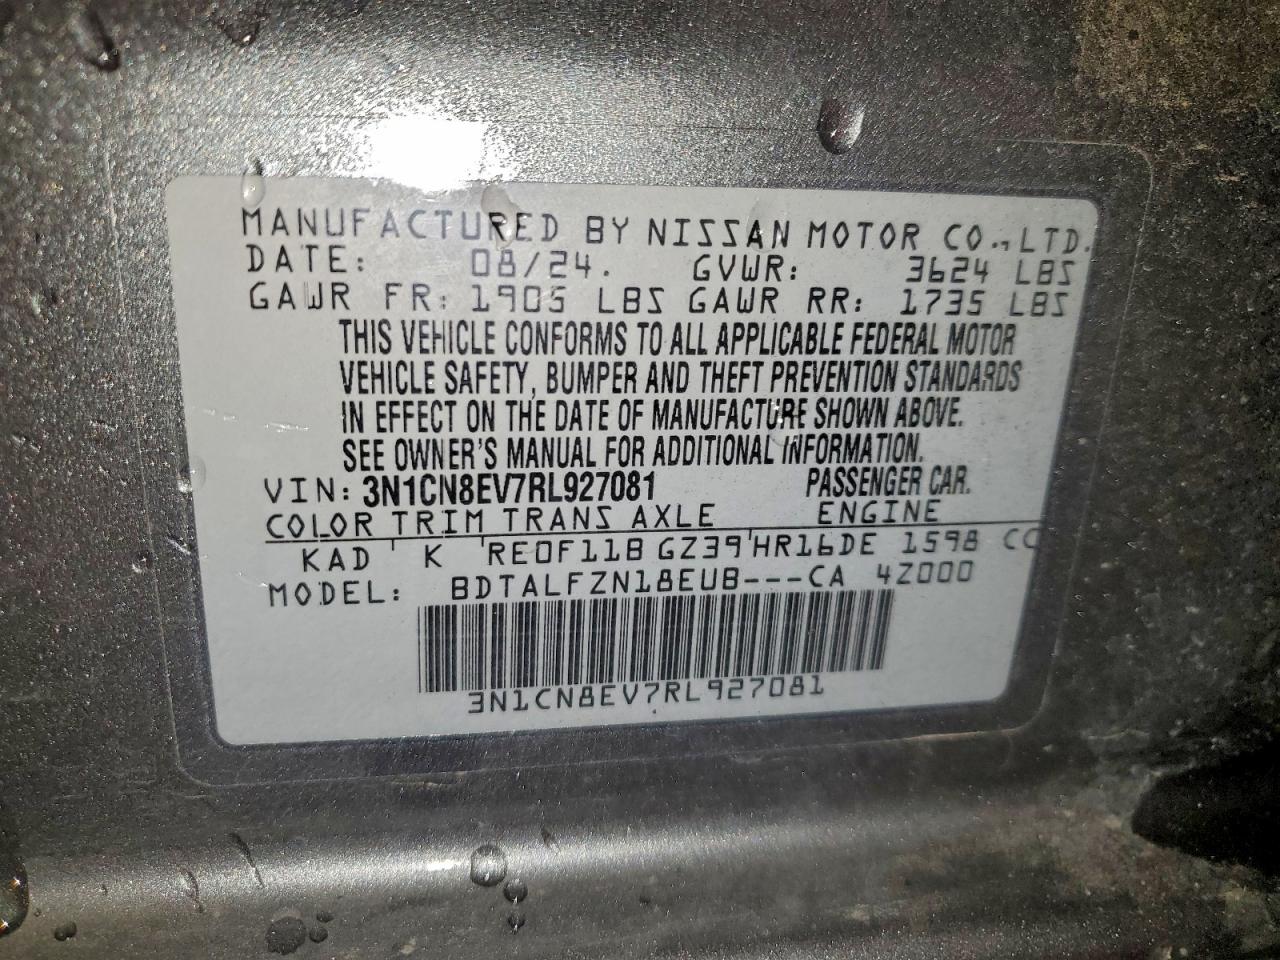 MANUFACTURED BY NISSAN MOTOR CO.,LTD.
DATE: 08/24. GVWR: 3624 LBS
GAWR FR: 1905 LBS GAWR RR: 1735 LBS
THIS VEHICLE CONFORMS TO ALL APPLICABLE FEDERAL MOTOR
VEHICLE SAFETY, BUMPER AND THEFT PREVENTION STANDARDS
IN EFFECT ON THE DATE OF MANUFACTURE SHOWN ABOVE.
SEE OWNER'S MANUAL FOR ADDITIONAL INFORMATION.
VIN: 3N1CN8EV7RL927081 PASSENGER CAR.
COLOR TRIM TRANS AXLE ENGINE
KAD K RE0F11B GZ39 HR16DE 1598 CC
MODEL: BDTALFZN18EUB---CA 4Z000
3N1CN8EV7RL927081